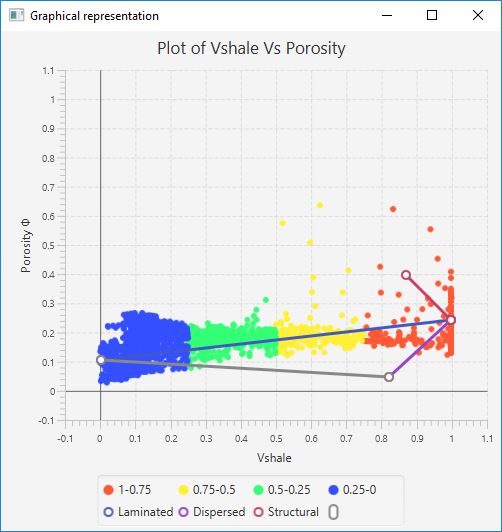 Graphical representation
Plot of Vshale Vs Porosity
Porosity Φ
1.1
1
0.9
0.8
0.7
0.6
0.5
0.4
0.3
0.2
0.1
0
-0.1
-0.1 0 0.1 0.2 0.3 0.4 0.5 0.6 0.7 0.8 0.9 1 1.1
Vshale
1-0.75 0.75-0.5 0.5-0.25 0.25-0
Laminated Dispersed Structural